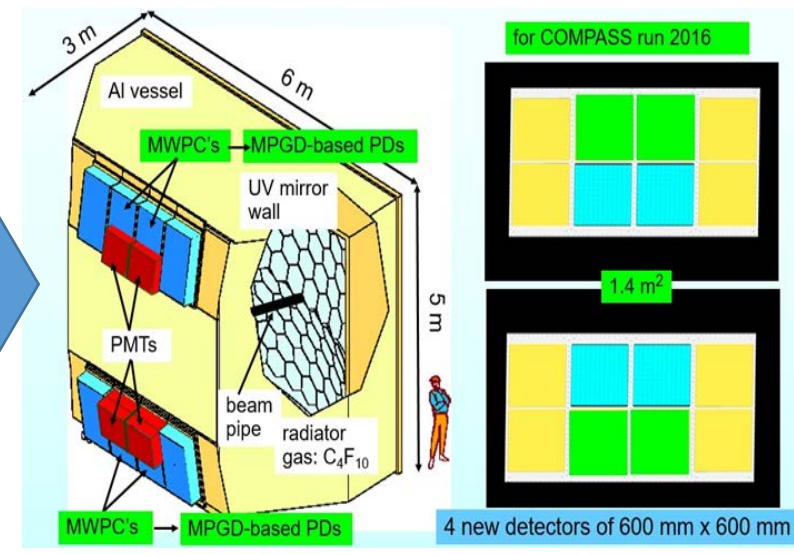 3 m
6 m
Al vessel
MWPC's
MPGD-based PDs
UV mirror
wall
5 m
PMTs
beam
pipe
radiator
gas: C₄F₁₀
MWPC's
MPGD-based PDs
for COMPASS run 2016
1.4 m²
4 new detectors of 600 mm x 600 mm